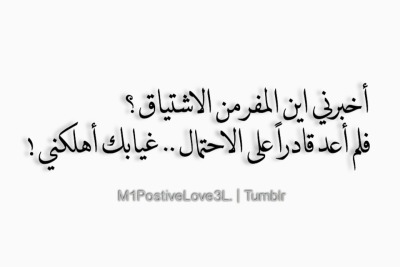 أخبرني اين المفر من الاشتياق ؟
فلم أعد قادراً على الاحتمال .. غيابك أهلكني !
M1PostiveLove3L. | Tumblr